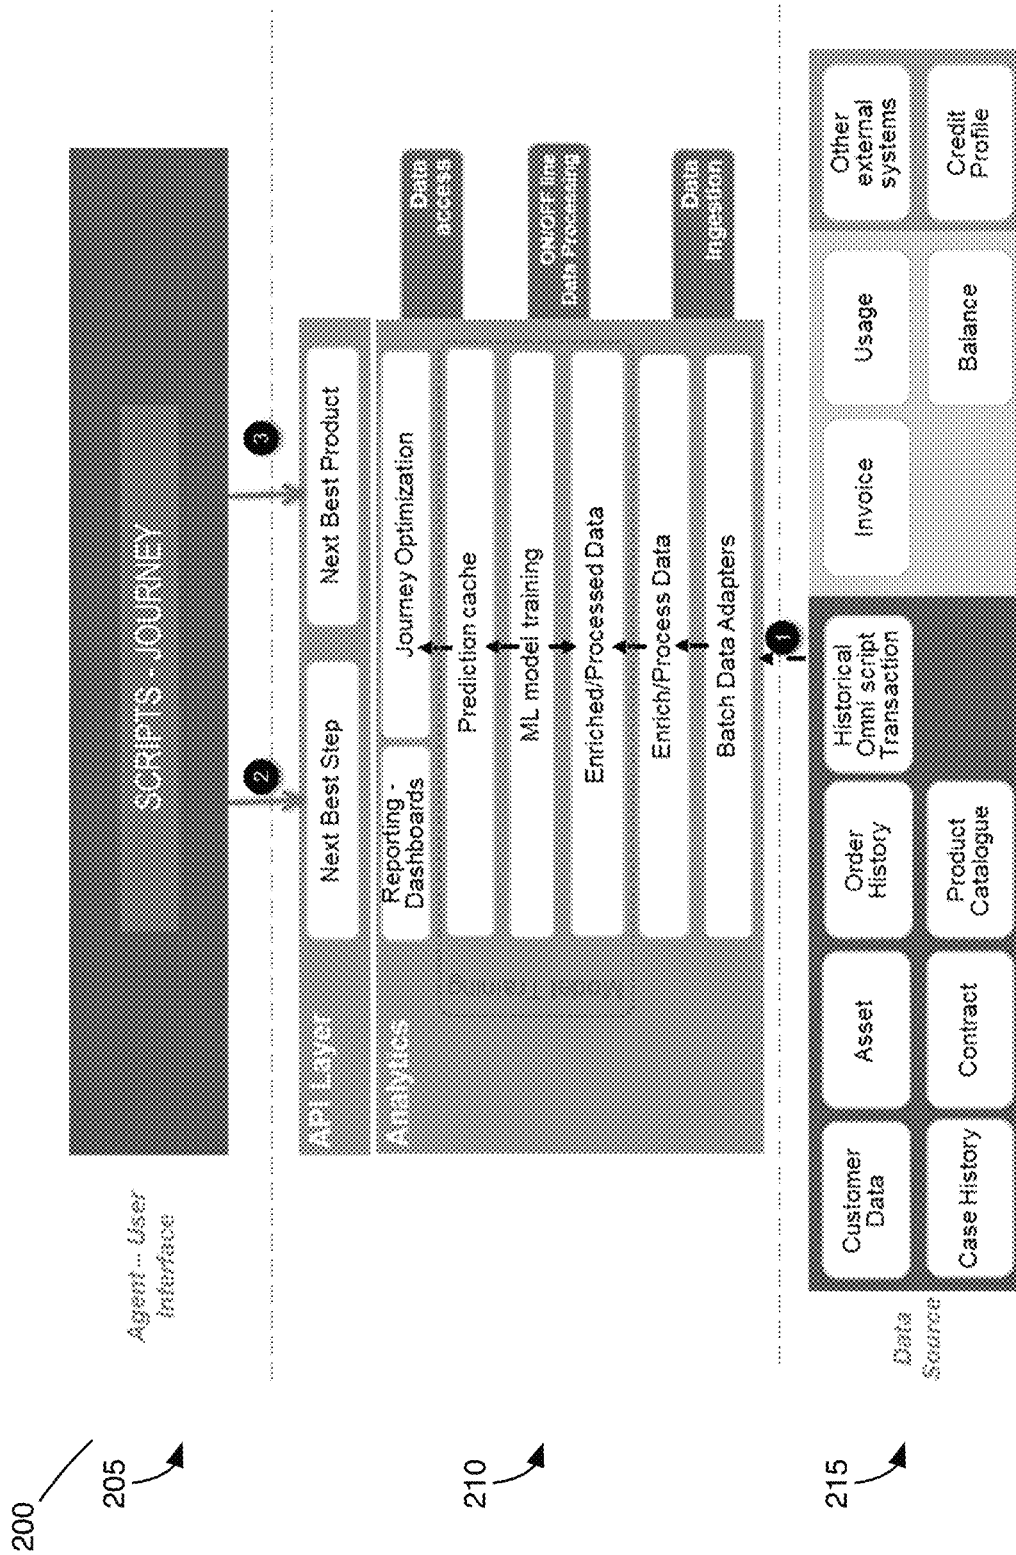 200
205
Agent - User
Interface
SCRIPTS JOURNEY
2
3
210
API Layer
Next Best Step
Next Best Product
Analytics
Reporting -
Dashboards
Journey Optimization
Data
access
Prediction cache
ML model training
ON/OFF line
Data Processing
Enriched/Processed Data
Enrich/Process Data
Data
Ingestion
Batch Data Adapters
1
215
Data
Source
Customer
Data
Asset
Order
History
Historical
Omni script
Transaction
Invoice
Usage
Other
external
systems
Case History
Contract
Product
Catalogue
Balance
Credit
Profile